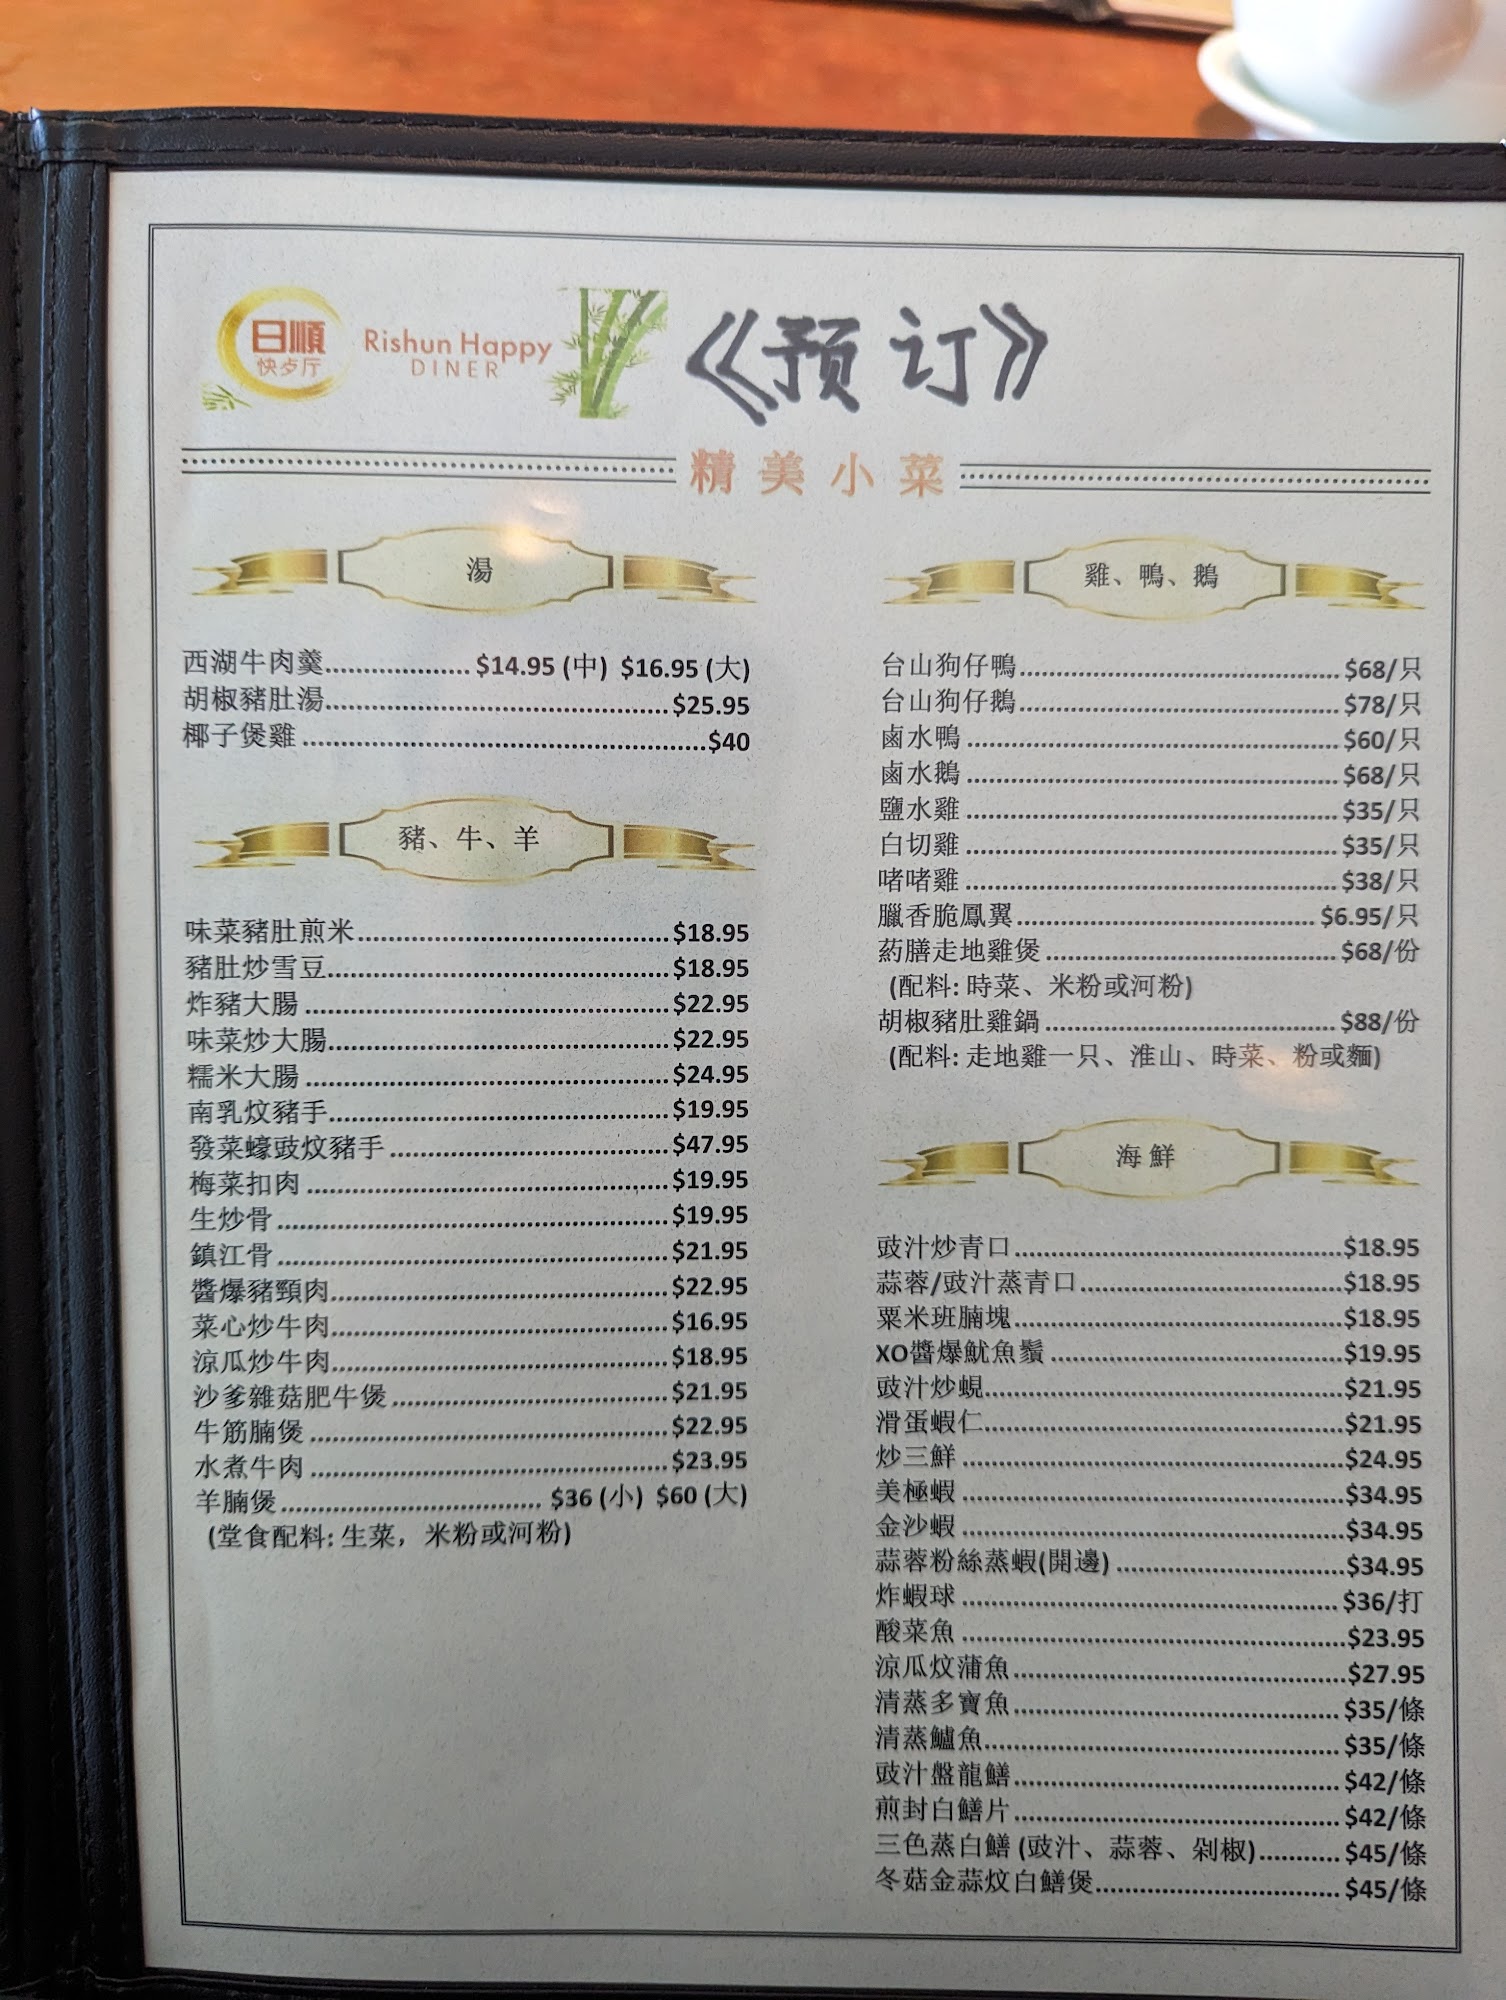 日順
快歺厅
Rishun Happy
DINER
《预订》
精美小菜
湯
西湖牛肉羹 $14.95 (中) $16.95 (大)
胡椒豬肚湯 $25.95
椰子煲雞 $40
豬、牛、羊
味菜豬肚煎米 $18.95
豬肚炒雪豆 $18.95
炸豬大腸 $22.95
味菜炒大腸 $22.95
糯米大腸 $24.95
南乳炆豬手 $19.95
發菜蠔豉炆豬手 $47.95
梅菜扣肉 $19.95
生炒骨 $19.95
鎮江骨 $21.95
醬爆豬頸肉 $22.95
菜心炒牛肉 $16.95
涼瓜炒牛肉 $18.95
沙爹雜菇肥牛煲 $21.95
牛筋腩煲 $22.95
水煮牛肉 $23.95
羊腩煲 $36 (小) $60 (大)
(堂食配料: 生菜，米粉或河粉)
雞、鴨、鵝
台山狗仔鴨 $68/只
台山狗仔鵝 $78/只
鹵水鴨 $60/只
鹵水鵝 $68/只
鹽水雞 $35/只
白切雞 $35/只
啫啫雞 $38/只
臘香脆鳳翼 $6.95/只
葯膳走地雞煲 $68/份
(配料: 時菜、米粉或河粉)
胡椒豬肚雞鍋 $88/份
(配料: 走地雞一只、淮山、時菜、粉或麵)
海鮮
豉汁炒青口 $18.95
蒜蓉/豉汁蒸青口 $18.95
粟米班腩塊 $18.95
XO醬爆魷魚鬚 $19.95
豉汁炒蜆 $21.95
滑蛋蝦仁 $21.95
炒三鮮 $24.95
美極蝦 $34.95
金沙蝦 $34.95
蒜蓉粉絲蒸蝦(開邊) $34.95
炸蝦球 $36/打
酸菜魚 $23.95
涼瓜炆蒲魚 $27.95
清蒸多寶魚 $35/條
清蒸鱸魚 $35/條
豉汁盤龍鱔 $42/條
煎封白鱔片 $42/條
三色蒸白鱔 (豉汁、蒜蓉、剁椒) $45/條
冬菇金蒜炆白鱔煲 $45/條